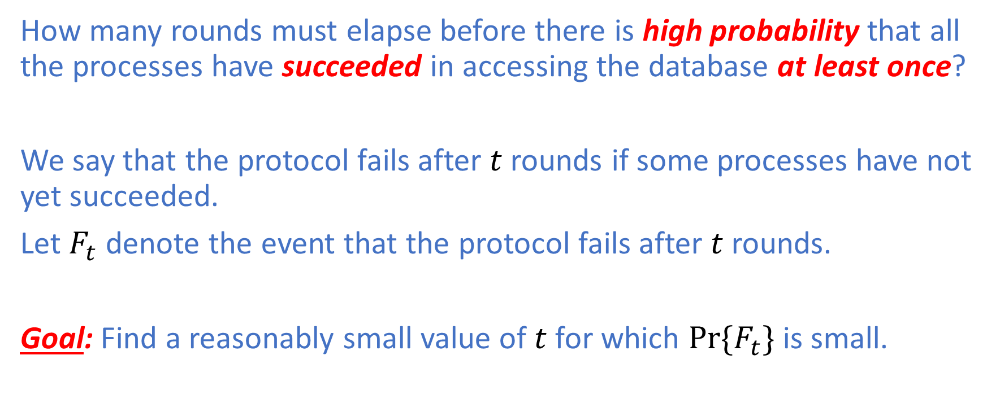 How many rounds must elapse before there is high probability that all
the processes have succeeded in accessing the database at least once?
We say that the protocol fails after t rounds if some processes have not
yet succeeded.
Let F_t denote the event that the protocol fails after t rounds.
Goal: Find a reasonably small value of t for which Pr{F_t} is small.